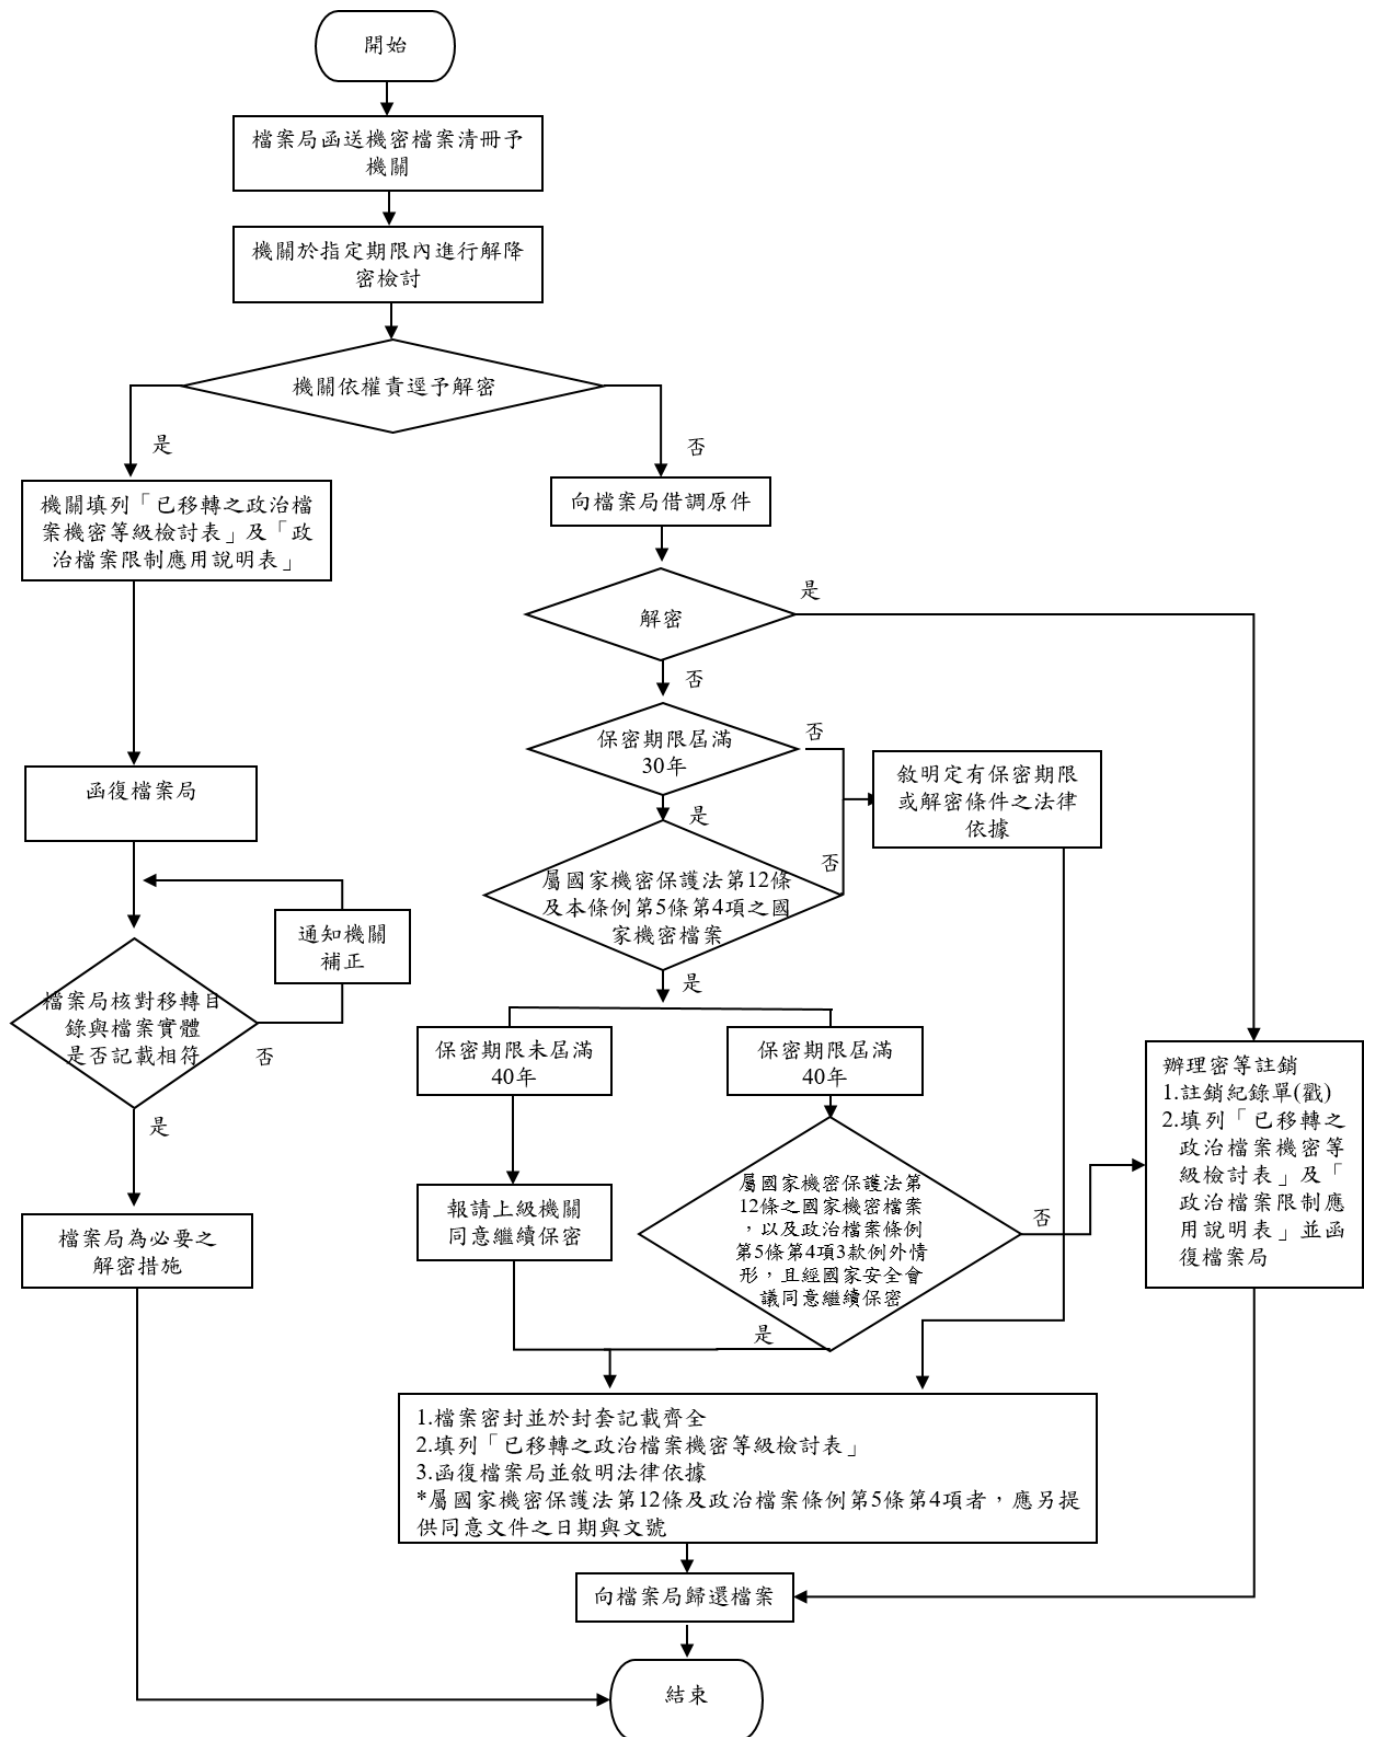 開始
檔案局函送機密檔案清冊予
機關
機關於指定期限內進行解降
密檢討
機關依權責逕予解密
是
否
機關填列「已移轉之政治檔
案機密等級檢討表」及「政
治檔案限制應用說明表」
向檔案局借調原件
解密
是
否
保密期限屆滿
30年
否
是
敘明定有保密期限
或解密條件之法律
依據
函復檔案局
屬國家機密保護法第12條
及本條例第5條第4項之國
家機密檔案
否
是
通知機關
補正
檔案局核對移轉目
錄與檔案實體
是否記載相符
否
是
保密期限未屆滿
40年
保密期限屆滿
40年
辦理密等註銷
1.註銷紀錄單(戳)
2.填列「已移轉之
政治檔案機密等
級檢討表」及「
政治檔案限制應
用說明表」並函
復檔案局
報請上級機關
同意繼續保密
屬國家機密保護法第
12條之國家機密檔案
，以及政治檔案條例
第5條第4項3款例外情
形，且經國家安全會
議同意繼續保密
否
是
檔案局為必要之
解密措施
1.檔案密封並於封套記載齊全
2.填列「已移轉之政治檔案機密等級檢討表」
3.函復檔案局並敘明法律依據
*屬國家機密保護法第12條及政治檔案條例第5條第4項者，應另提
供同意文件之日期與文號
向檔案局歸還檔案
結束